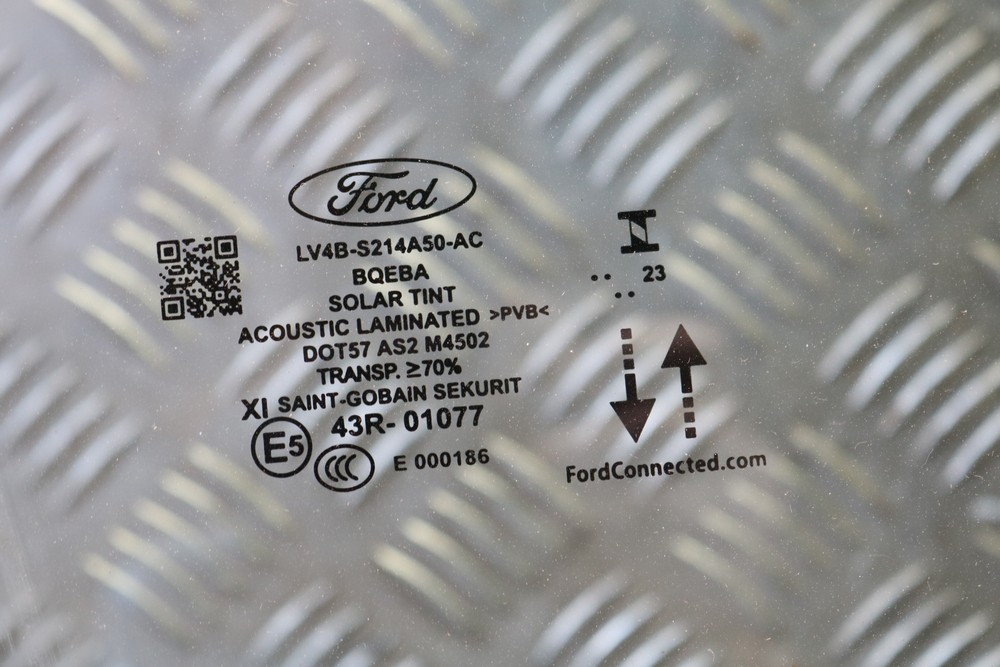 Ford
LV4B-S214A50-AC
BQEBA
SOLAR TINT
ACOUSTIC LAMINATED >PVB<
DOT57 AS2 M4502
TRANSP. ≥70%
XI SAINT-GOBAiN SEKURIT
43R- 01077
E5
CCC
E 000186
.. 23
..
FordConnected.com